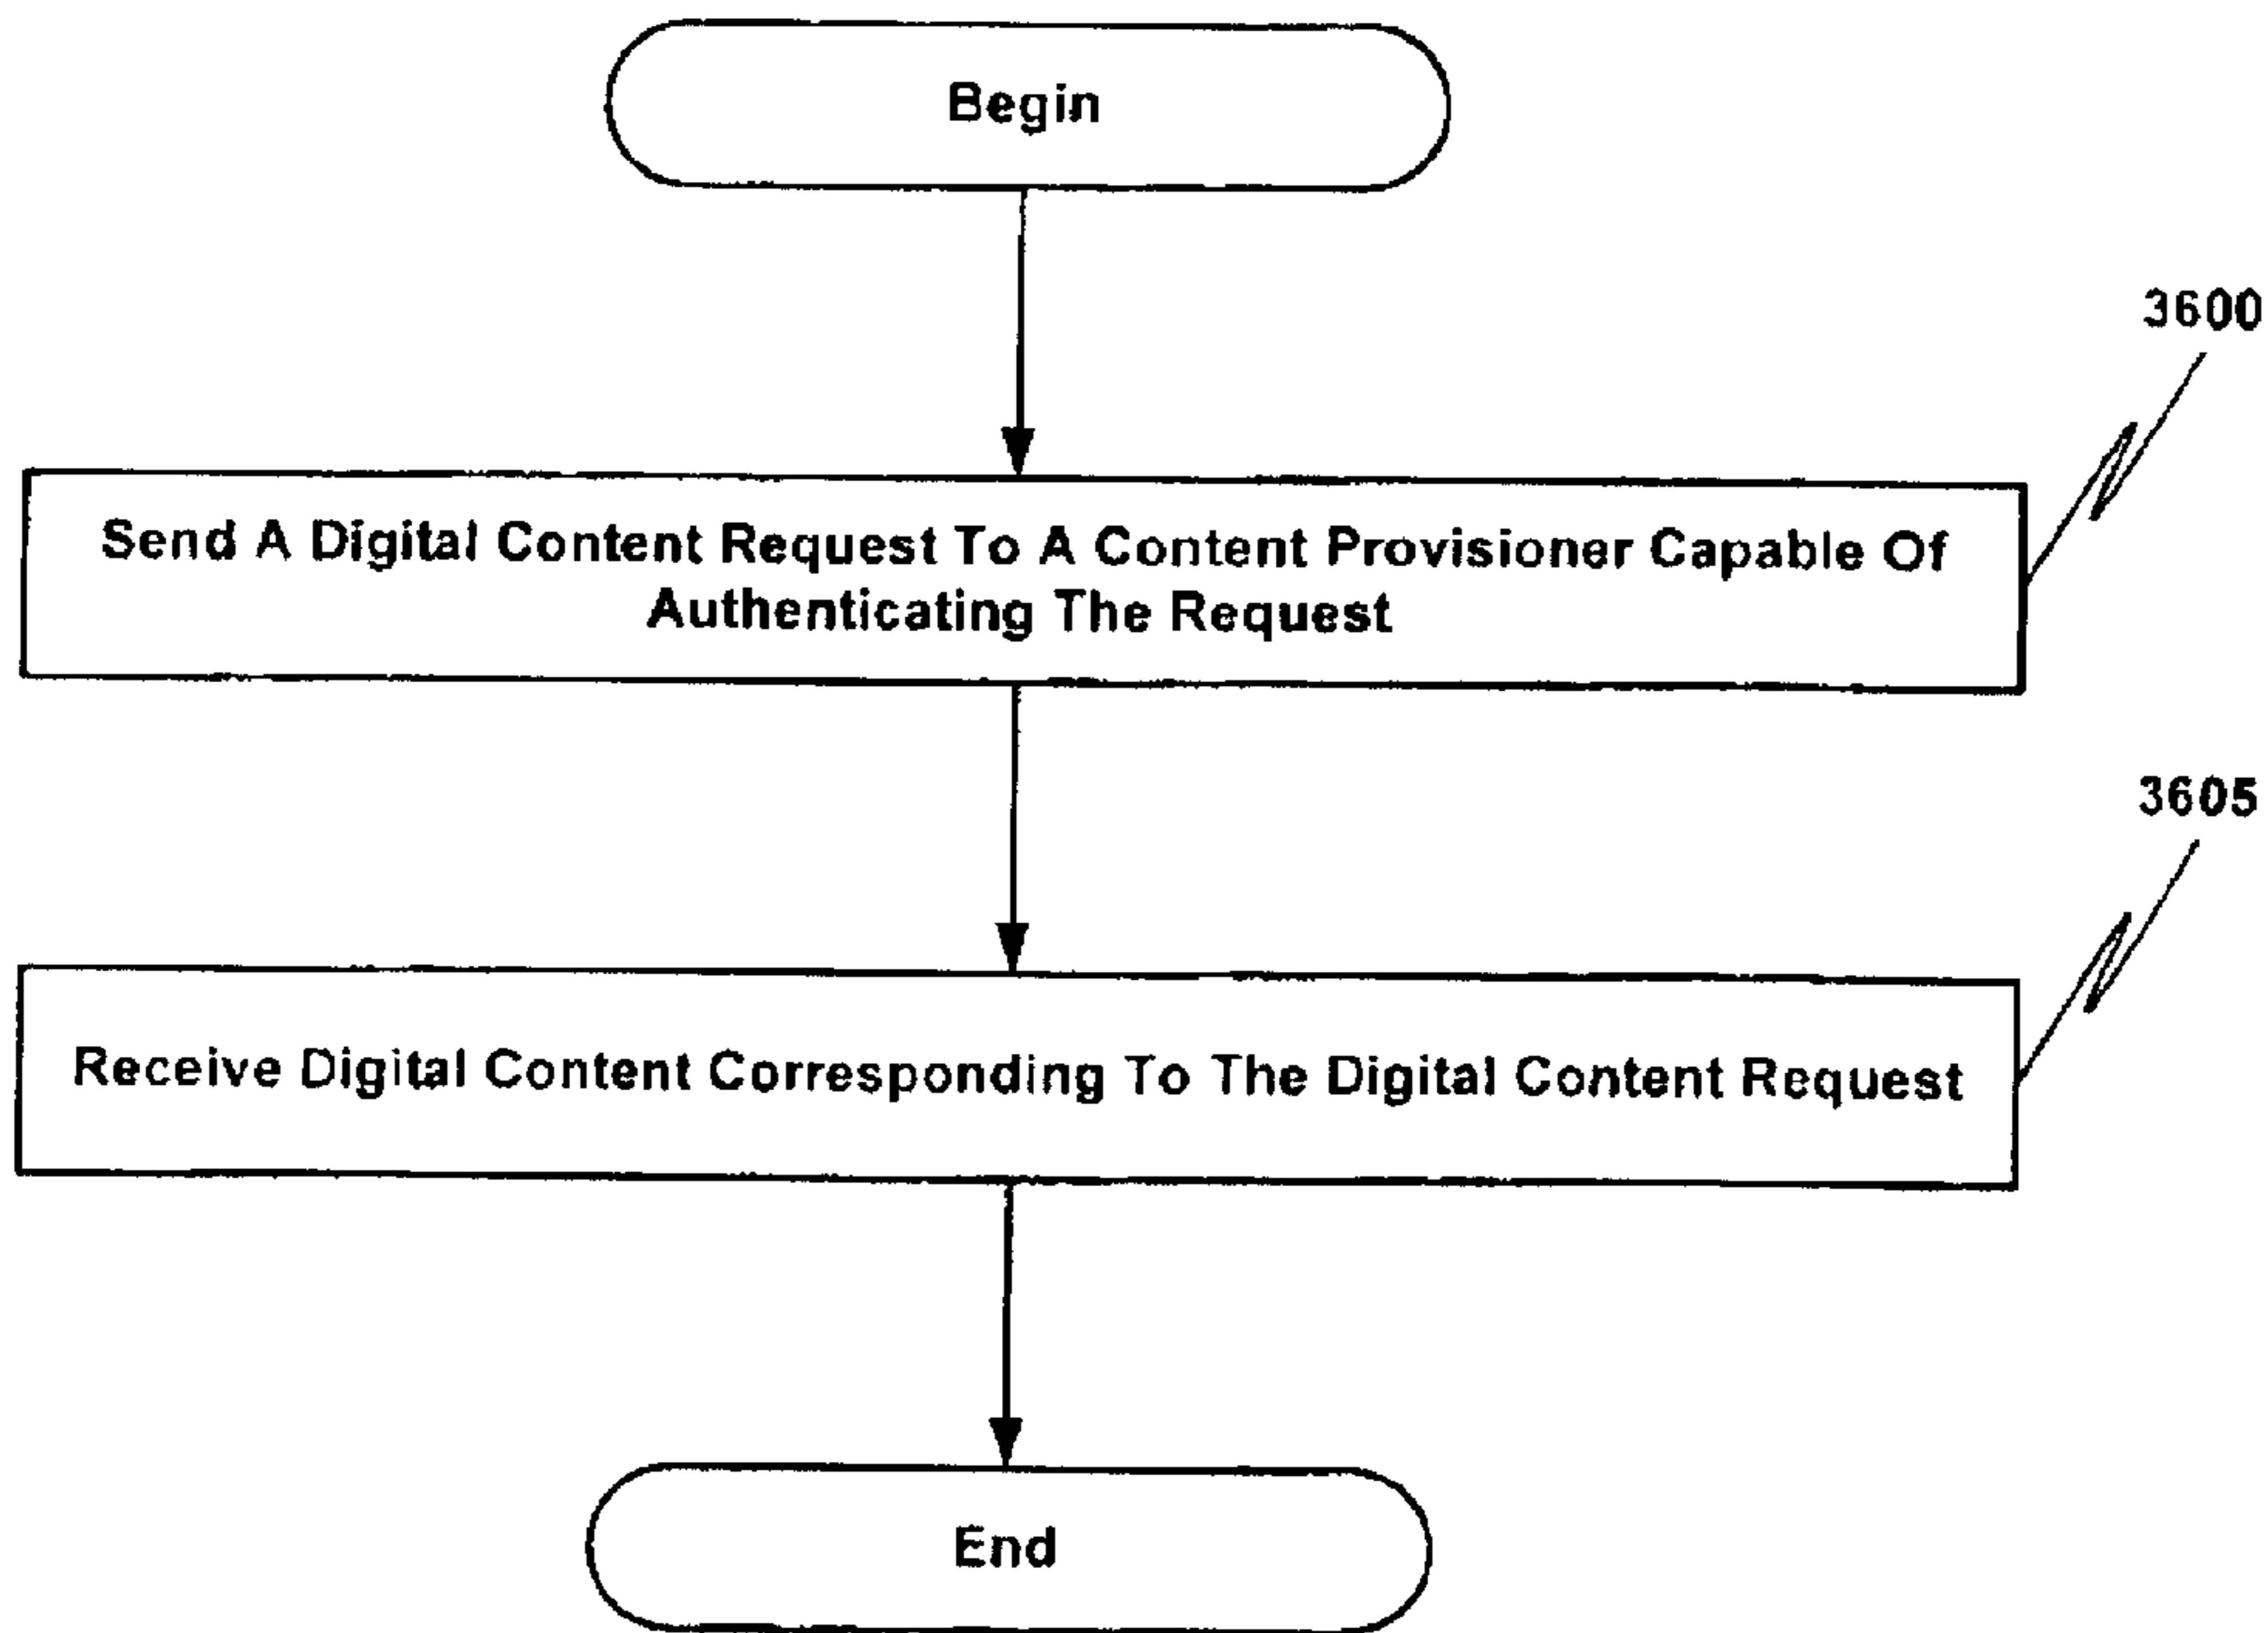 Begin
3600
Send A Digital Content Request To A Content Provisioner Capable Of
Authenticating The Request
3605
Receive Digital Content Corresponding To The Digital Content Request
End